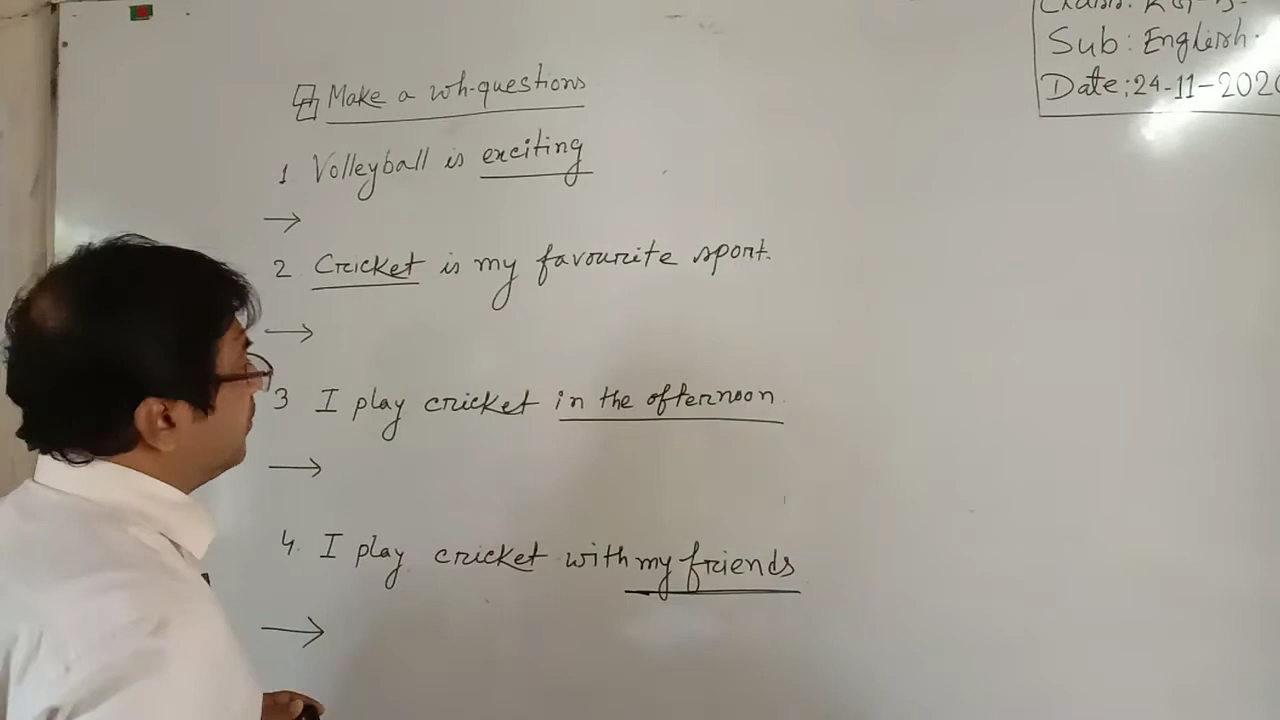 Sub: English.
Date: 24-11-202
Make a wh-questions
1 Volleyball is exciting
→
2 Cricket is my favourite sport.
→
3 I play cricket in the afternoon.
→
4. I play cricket with my friends
→